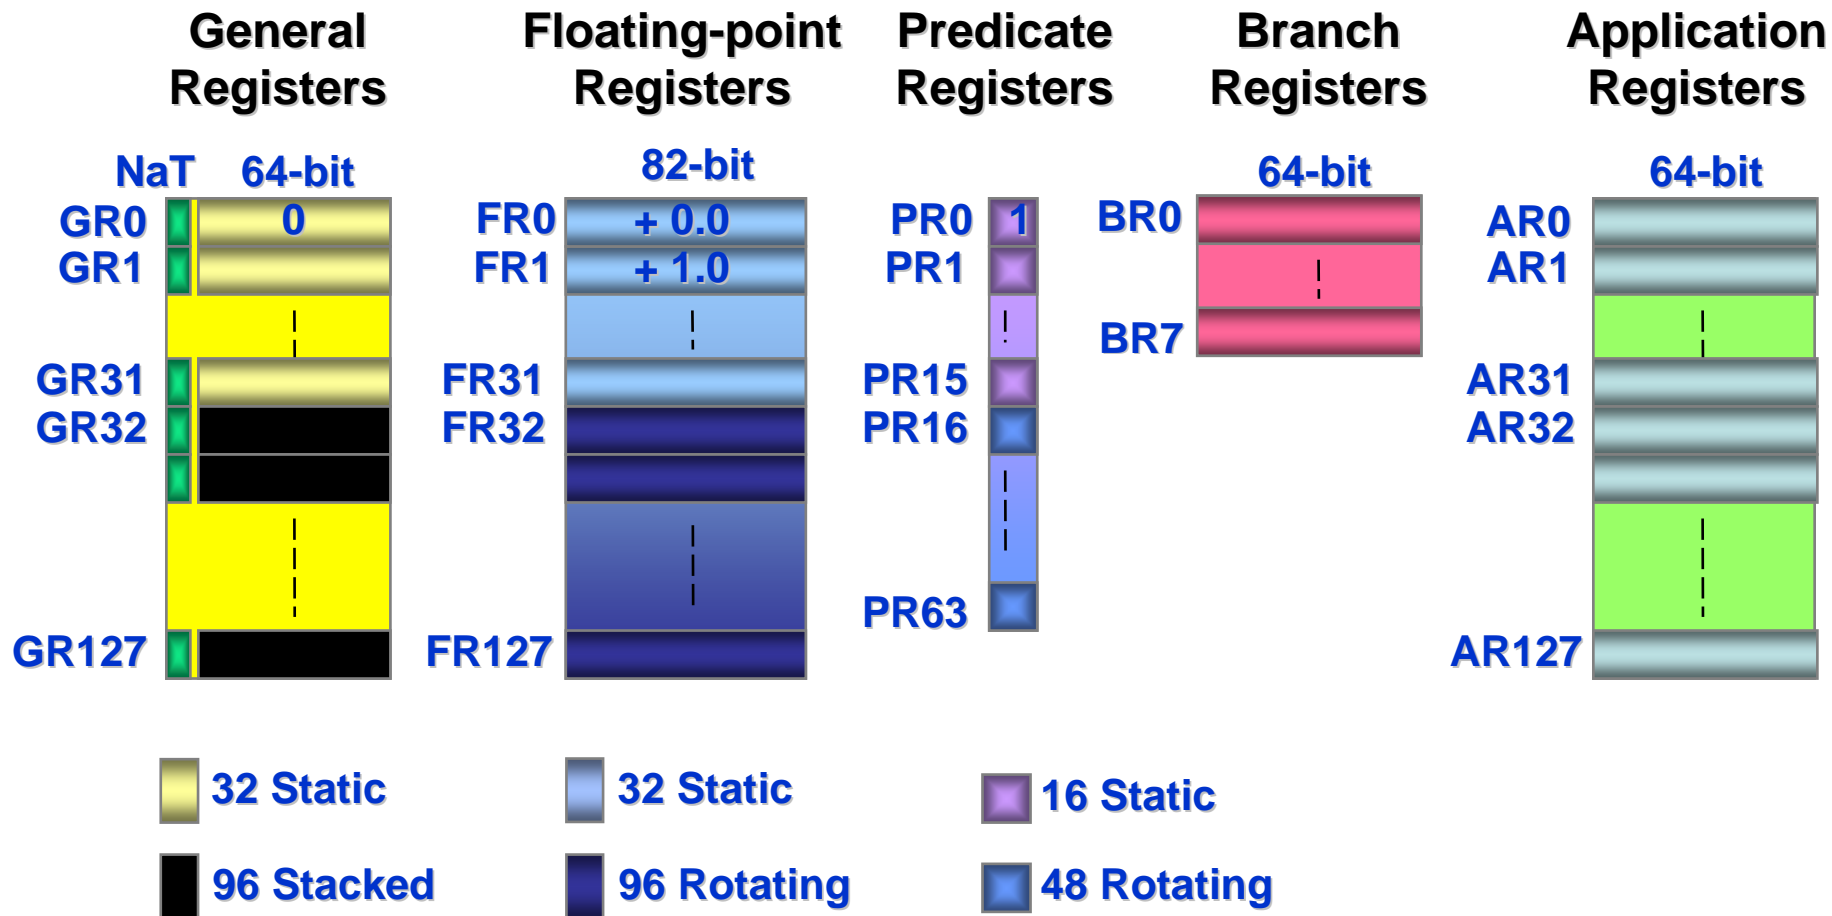 General
Registers
Floating-point
Registers
Predicate
Registers
Branch
Registers
Application
Registers
NaT 64-bit
GR0 0
GR1
GR31
GR32
GR127
32 Static
96 Stacked
82-bit
FR0 + 0.0
FR1 + 1.0
FR31
FR32
FR127
32 Static
96 Rotating
PR0 1
PR1
PR15
PR16
PR63
16 Static
48 Rotating
64-bit
BR0
BR7
64-bit
AR0
AR1
AR31
AR32
AR127